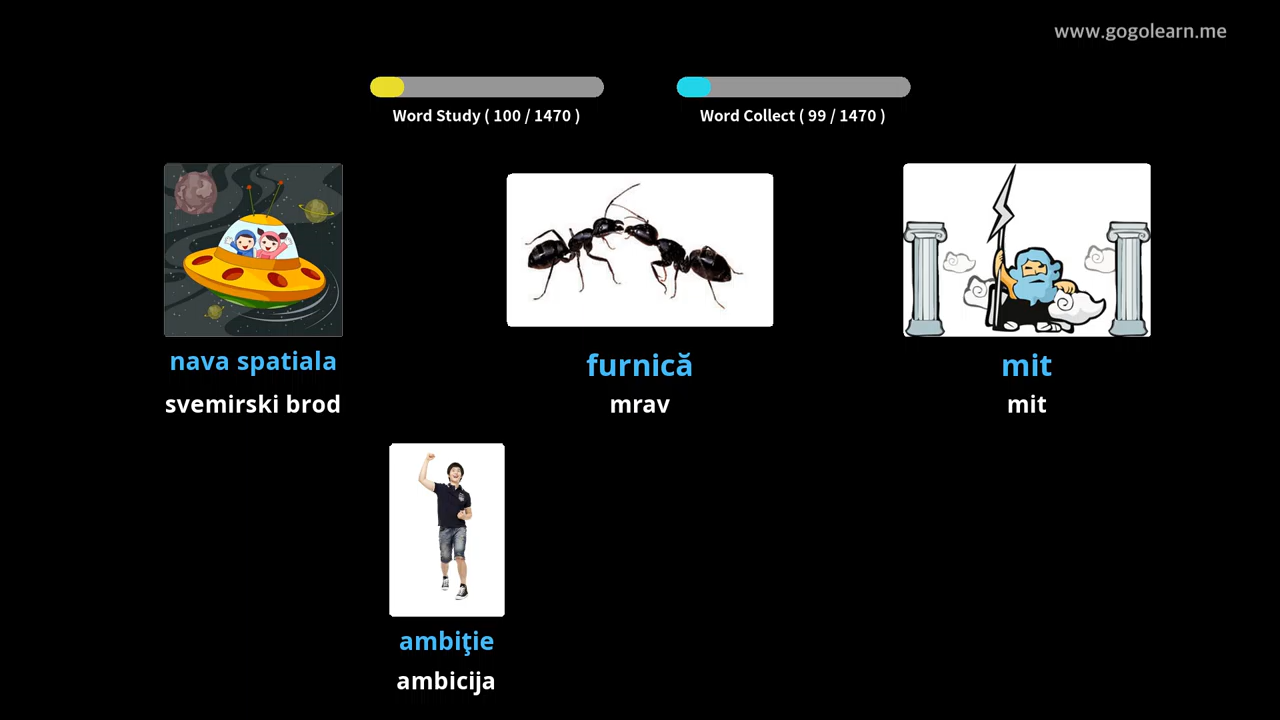 www.gogolearn.me
Word Study ( 100 / 1470 )
Word Collect ( 99 / 1470 )
nava spatiala
svemirski brod
furnică
mrav
mit
mit
ambiţie
ambicija